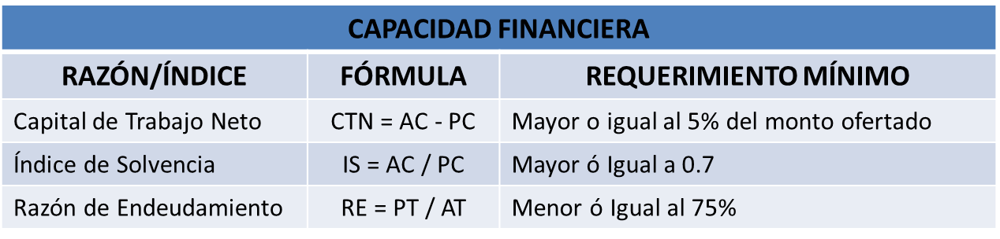 CAPACIDAD FINANCIERA
RAZÓN/ÍNDICE FÓRMULA REQUERIMIENTO MÍNIMO
Capital de Trabajo Neto CTN = AC - PC Mayor o igual al 5% del monto ofertado
Índice de Solvencia IS = AC / PC Mayor ó Igual a 0.7
Razón de Endeudamiento RE = PT / AT Menor ó Igual al 75%